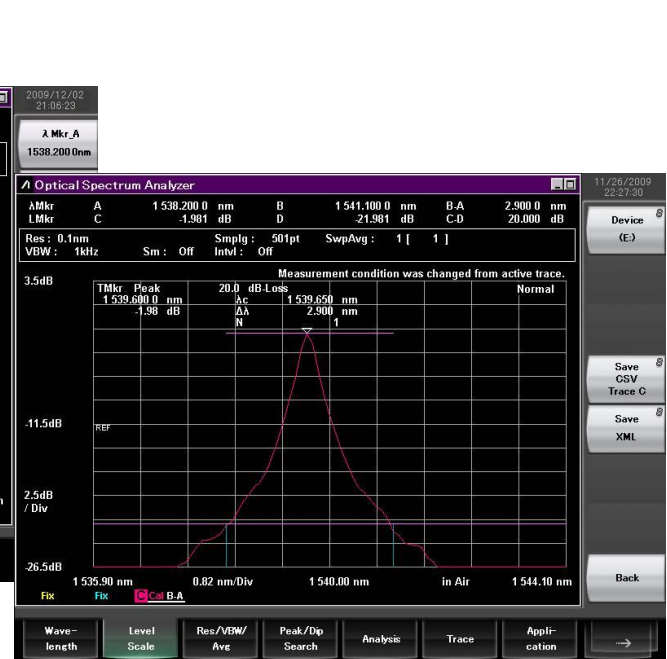 2009/12/02
21:06:23
λ Mkr_A
1538.200 0nm
Optical Spectrum Analyzer
11/26/2009
22:27:30
λMkr A 1 538.200 0 nm B 1 541.100 0 nm B-A 2.900 0 nm
LMkr C -1.981 dB D -21.981 dB C-D 20.000 dB
Res : 0.1nm Smplg : 501pt SwpAvg : 1 [ 1 ]
VBW : 1kHz Sm : Off Intvl : Off
Measurement condition was changed from active trace.
3.5dB
TMkr Peak 20.0 dB-Loss Normal
1 539.600 0 nm λc 1 539.650 nm
-1.98 dB Δλ 2.900 nm
N 1
-11.5dB
REF
2.5dB
/ Div
-26.5dB
1 535.90 nm 0.82 nm/Div 1 540.00 nm in Air 1 544.10 nm
Fix Fix C Cal B-A
Device 8
(E:)
Save 8
CSV
Trace C
Save 8
XML
Back
Wave-
length
Level
Scale
Res/VBW/
Avg
Peak/Dip
Search
Analysis
Trace
Appli-
cation
→